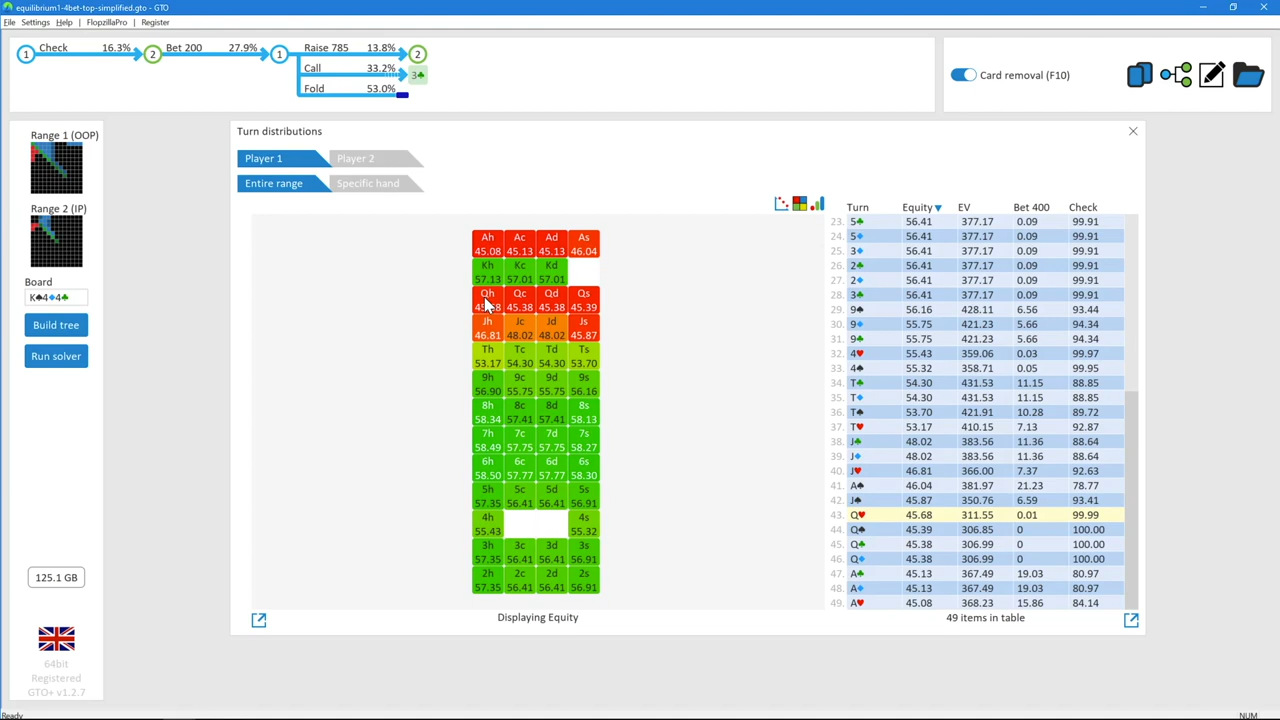 equilibrium1-4bet-top-simplified.gto - GTO
File Settings Help FlopzillaPro Register
1 Check 16.3% 2 Bet 200 27.9% 1 Raise 785 13.8% 2
Call 33.2% 3♣
Fold 53.0%
Card removal (F10)
Range 1 (OOP)
Range 2 (IP)
Board
K♠4♦4♣
Build tree
Run solver
125.1 GB
64bit
Registered
GTO+ v1.2.7
Turn distributions
Player 1 Player 2
Entire range Specific hand
Ah Ac Ad As
45.08 45.13 45.13 46.04
Kh Kc Kd
57.13 57.01 57.01
Qh Qc Qd Qs
45.68 45.38 45.38 45.39
Jh Jc Jd Js
46.81 48.02 48.02 45.87
Th Tc Td Ts
53.17 54.30 54.30 53.70
9h 9c 9d 9s
56.90 55.75 55.75 56.16
8h 8c 8d 8s
58.34 57.41 57.41 58.13
7h 7c 7d 7s
58.49 57.75 57.75 58.27
6h 6c 6d 6s
58.50 57.77 57.77 58.30
5h 5c 5d 5s
57.35 56.41 56.41 56.91
4h 4s
55.43 55.32
3h 3c 3d 3s
57.35 56.41 56.41 56.91
2h 2c 2d 2s
57.35 56.41 56.41 56.91
Displaying Equity
Turn Equity EV Bet 400 Check
23. 5♣ 56.41 377.17 0.09 99.91
24. 5♦ 56.41 377.17 0.09 99.91
25. 3♦ 56.41 377.17 0.09 99.91
26. 2♣ 56.41 377.17 0.09 99.91
27. 2♦ 56.41 377.17 0.09 99.91
28. 3♣ 56.41 377.17 0.09 99.91
29. 9♠ 56.16 428.11 6.56 93.44
30. 9♦ 55.75 421.23 5.66 94.34
31. 9♣ 55.75 421.23 5.66 94.34
32. 4♥ 55.43 359.06 0.03 99.97
33. 4♠ 55.32 358.71 0.05 99.95
34. T♣ 54.30 431.53 11.15 88.85
35. T♦ 54.30 431.53 11.15 88.85
36. T♠ 53.70 421.91 10.28 89.72
37. T♥ 53.17 410.15 7.13 92.87
38. J♣ 48.02 383.56 11.36 88.64
39. J♦ 48.02 383.56 11.36 88.64
40. J♥ 46.81 366.00 7.37 92.63
41. A♠ 46.04 381.97 21.23 78.77
42. J♠ 45.87 350.76 6.59 93.41
43. Q♥ 45.68 311.55 0.01 99.99
44. Q♠ 45.39 306.85 0 100.00
45. Q♣ 45.38 306.99 0 100.00
46. Q♦ 45.38 306.99 0 100.00
47. A♣ 45.13 367.49 19.03 80.97
48. A♦ 45.13 367.49 19.03 80.97
49. A♥ 45.08 368.23 15.86 84.14
49 items in table
Ready NUM